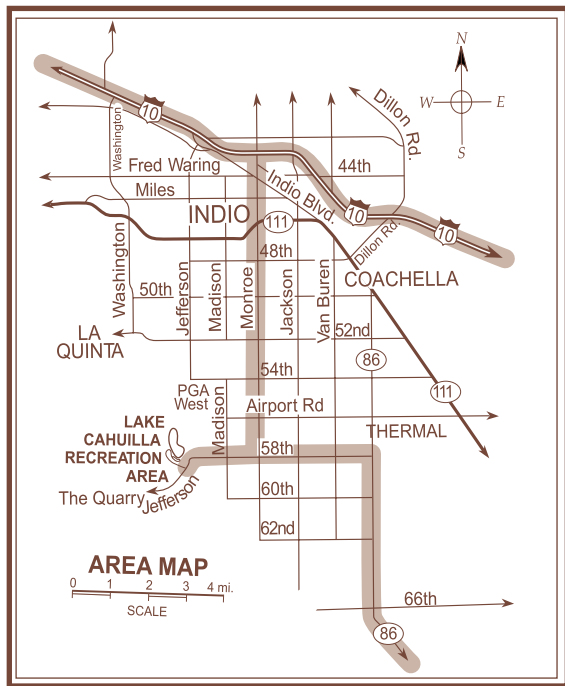 N
W
E
S
10
Dillon Rd.
Washington
Fred Waring
44th
Miles
Indio Blvd.
INDIO
111
10
10
Dillon Rd.
48th
COACHELLA
Washington
50th
Jefferson
Madison
Monroe
Jackson
Van Buren
LA
QUINTA
52nd
86
54th
PGA
West
Madison
Airport Rd
111
THERMAL
LAKE
CAHUILLA
RECREATION
AREA
58th
The Quarry
Jefferson
60th
62nd
AREA MAP
0 1 2 3 4 mi.
SCALE
66th
86